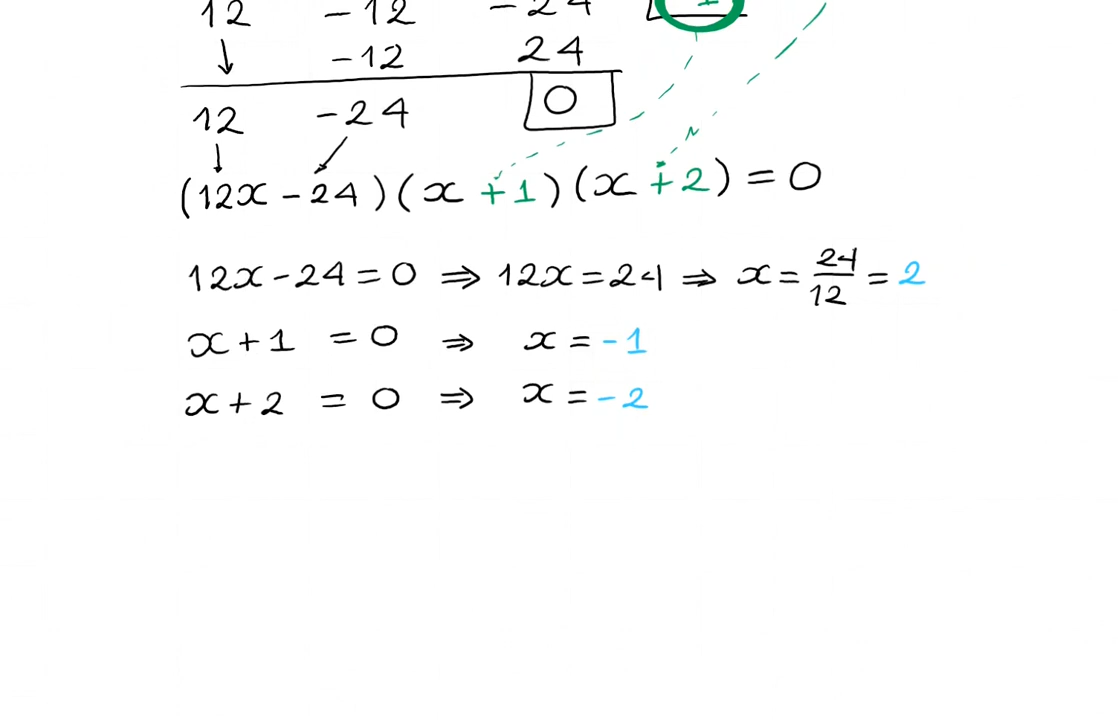 12 -12 -24
↓ -12 24
12 -24 0
(12x - 24)(x + 1)(x + 2) = 0
12x - 24 = 0 ⇒ 12x = 24 ⇒ x = 24/12 = 2
x + 1 = 0 ⇒ x = -1
x + 2 = 0 ⇒ x = -2